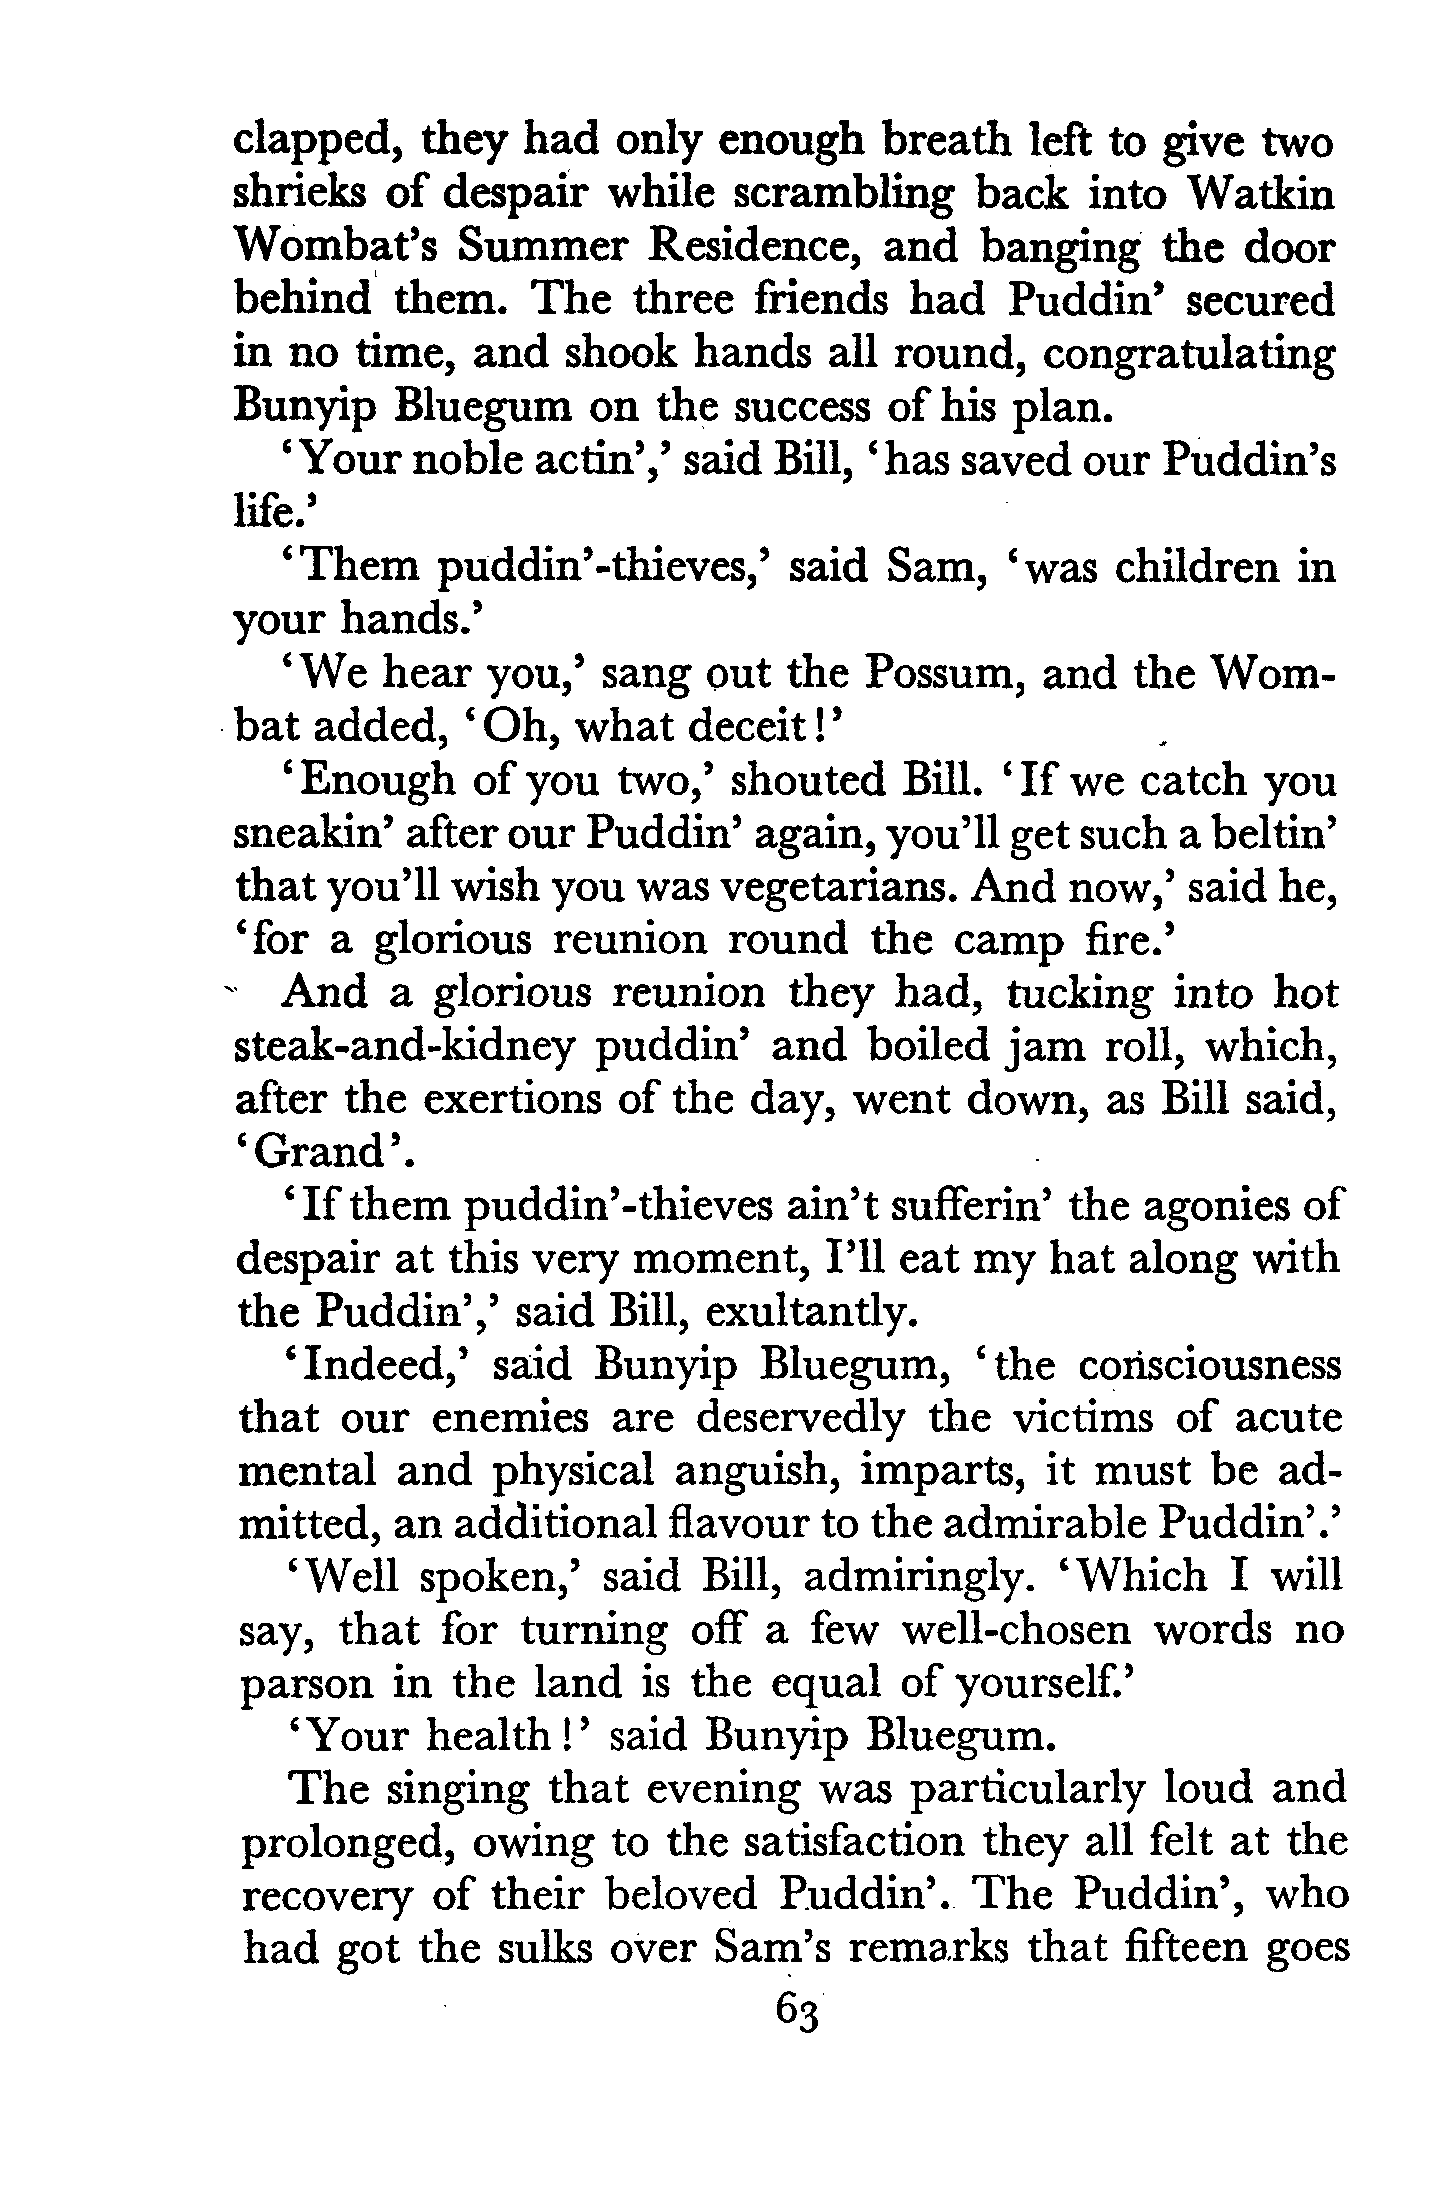 clapped, they had only enough breath left to give two
shrieks of despair while scrambling back into Watkin
Wombat's Summer Residence, and banging the door
behind them. The three friends had Puddin' secured
in no time, and shook hands all round, congratulating
Bunyip Bluegum on the success of his plan.
‘Your noble actin’,’ said Bill, ‘has saved our Puddin’s
life.’
‘Them puddin’-thieves,’ said Sam, ‘was children in
your hands.’
‘We hear you,’ sang out the Possum, and the Wom-
bat added, ‘Oh, what deceit!’
‘Enough of you two,’ shouted Bill. ‘If we catch you
sneakin’ after our Puddin’ again, you’ll get such a beltin’
that you’ll wish you was vegetarians. And now,’ said he,
‘for a glorious reunion round the camp fire.’
And a glorious reunion they had, tucking into hot
steak-and-kidney puddin’ and boiled jam roll, which,
after the exertions of the day, went down, as Bill said,
‘Grand’.
‘If them puddin’-thieves ain’t sufferin’ the agonies of
despair at this very moment, I’ll eat my hat along with
the Puddin’,’ said Bill, exultantly.
‘Indeed,’ said Bunyip Bluegum, ‘the consciousness
that our enemies are deservedly the victims of acute
mental and physical anguish, imparts, it must be ad-
mitted, an additional flavour to the admirable Puddin’.’
‘Well spoken,’ said Bill, admiringly. ‘Which I will
say, that for turning off a few well-chosen words no
parson in the land is the equal of yourself.’
‘Your health!’ said Bunyip Bluegum.
The singing that evening was particularly loud and
prolonged, owing to the satisfaction they all felt at the
recovery of their beloved Puddin’. The Puddin’, who
had got the sulks over Sam’s remarks that fifteen goes
63